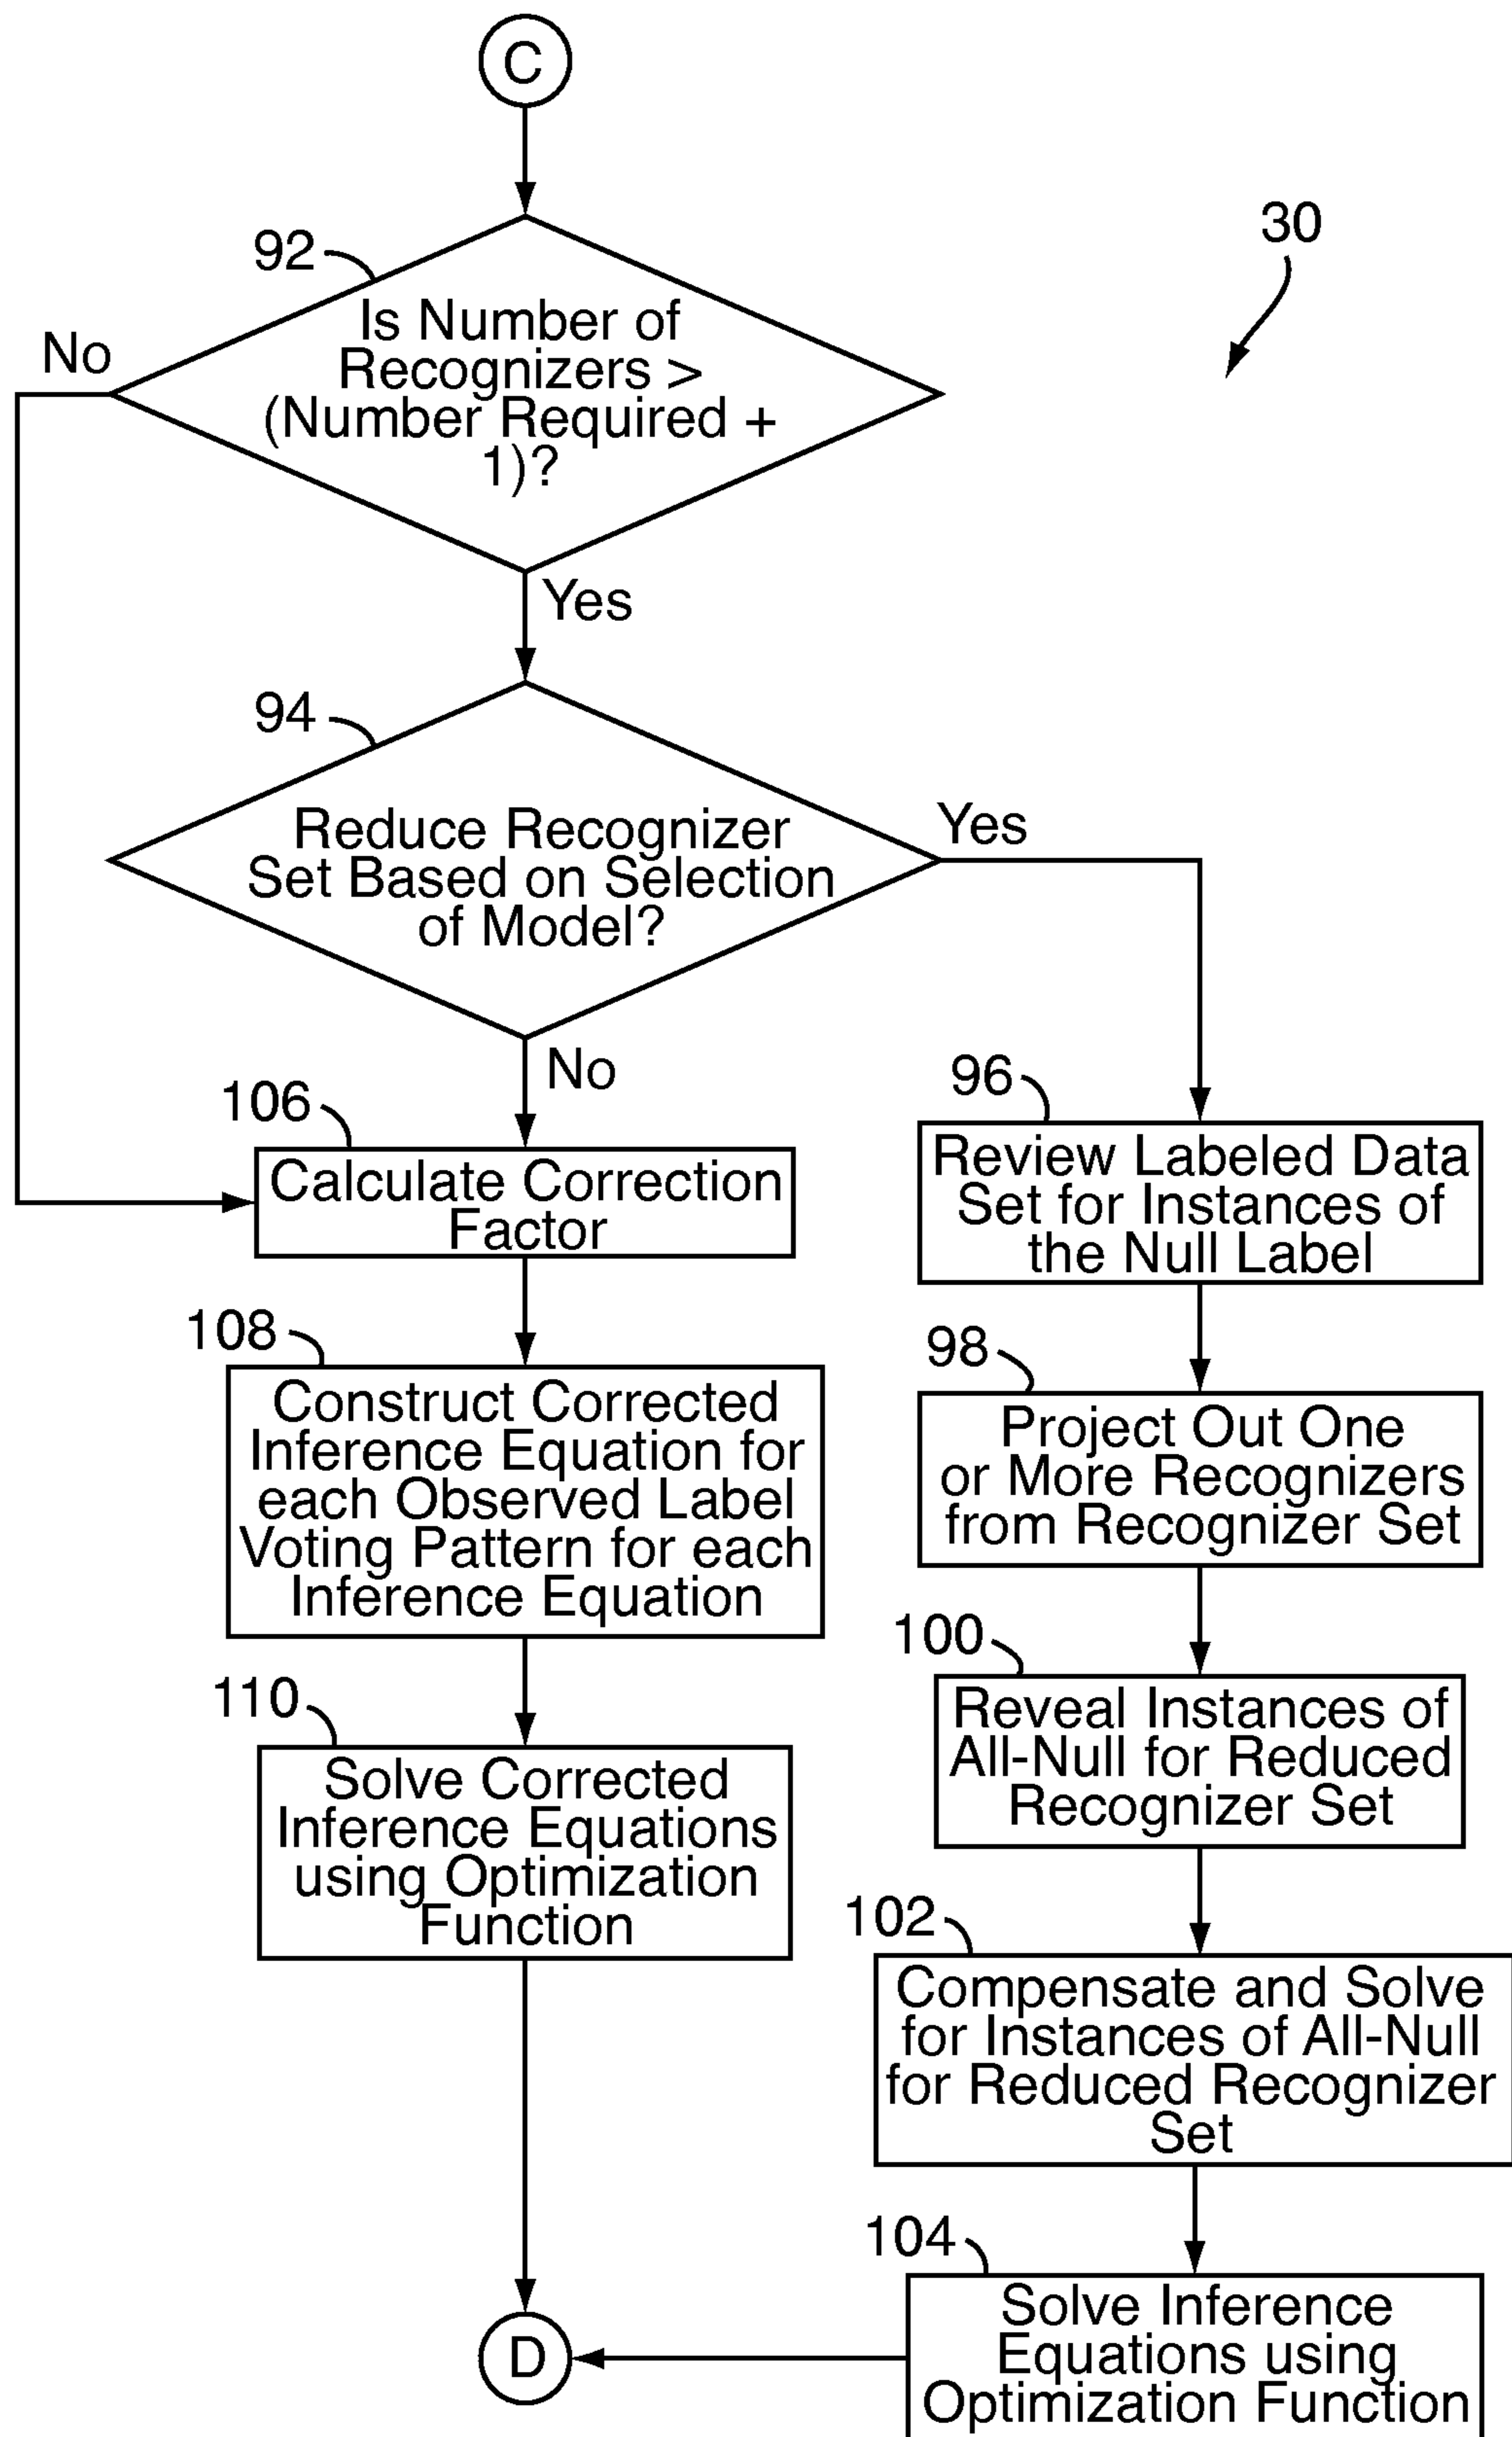 C
30
92
Is Number of
Recognizers >
(Number Required +
1)?
No
Yes
94
Reduce Recognizer
Set Based on Selection
of Model?
Yes
No
106
Calculate Correction
Factor
108
Construct Corrected
Inference Equation for
each Observed Label
Voting Pattern for each
Inference Equation
110
Solve Corrected
Inference Equations
using Optimization
Function
96
Review Labeled Data
Set for Instances of
the Null Label
98
Project Out One
or More Recognizers
from Recognizer Set
100
Reveal Instances of
All-Null for Reduced
Recognizer Set
102
Compensate and Solve
for Instances of All-Null
for Reduced Recognizer
Set
104
Solve Inference
Equations using
Optimization Function
D